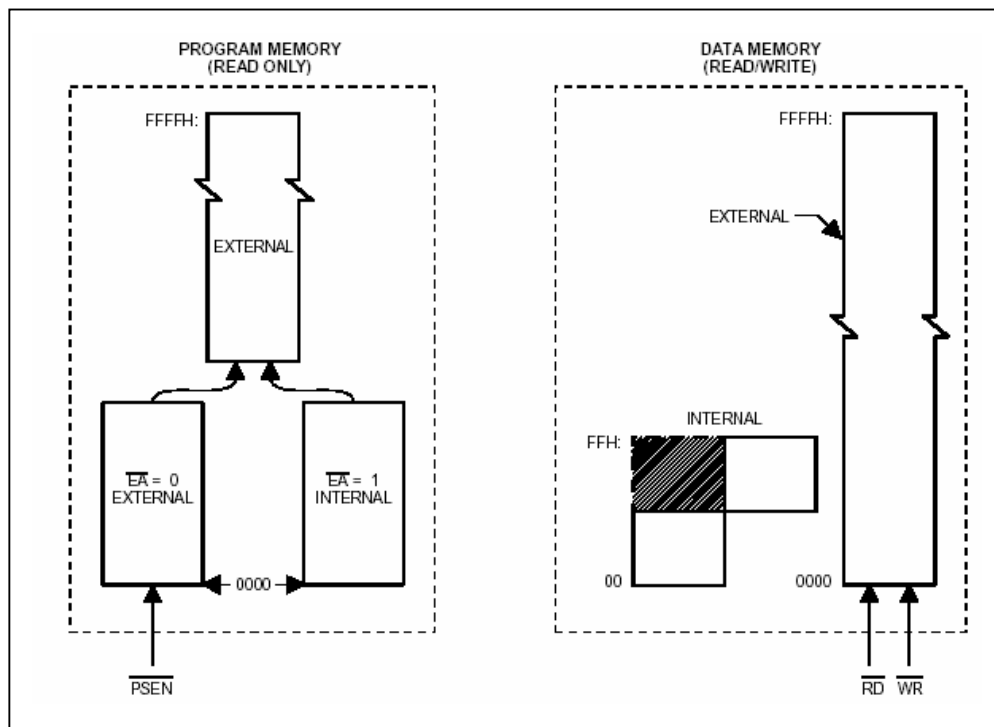 PROGRAM MEMORY
(READ ONLY)
FFFFH:
EXTERNAL
EA = 0
EXTERNAL
EA = 1
INTERNAL
0000
PSEN
DATA MEMORY
(READ/WRITE)
FFFFH:
EXTERNAL
INTERNAL
FFH:
00
0000
RD
WR